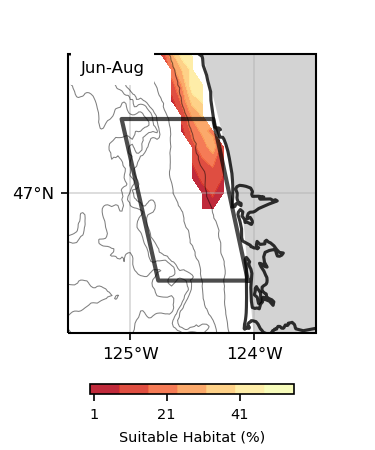 Jun-Aug
47°N
125°W 124°W
1 21 41
Suitable Habitat (%)